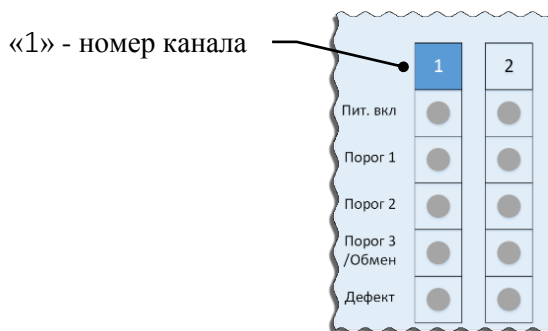 «1» - номер канала
1 2
Пит. вкл
Порог 1
Порог 2
Порог 3
/Обмен
Дефект